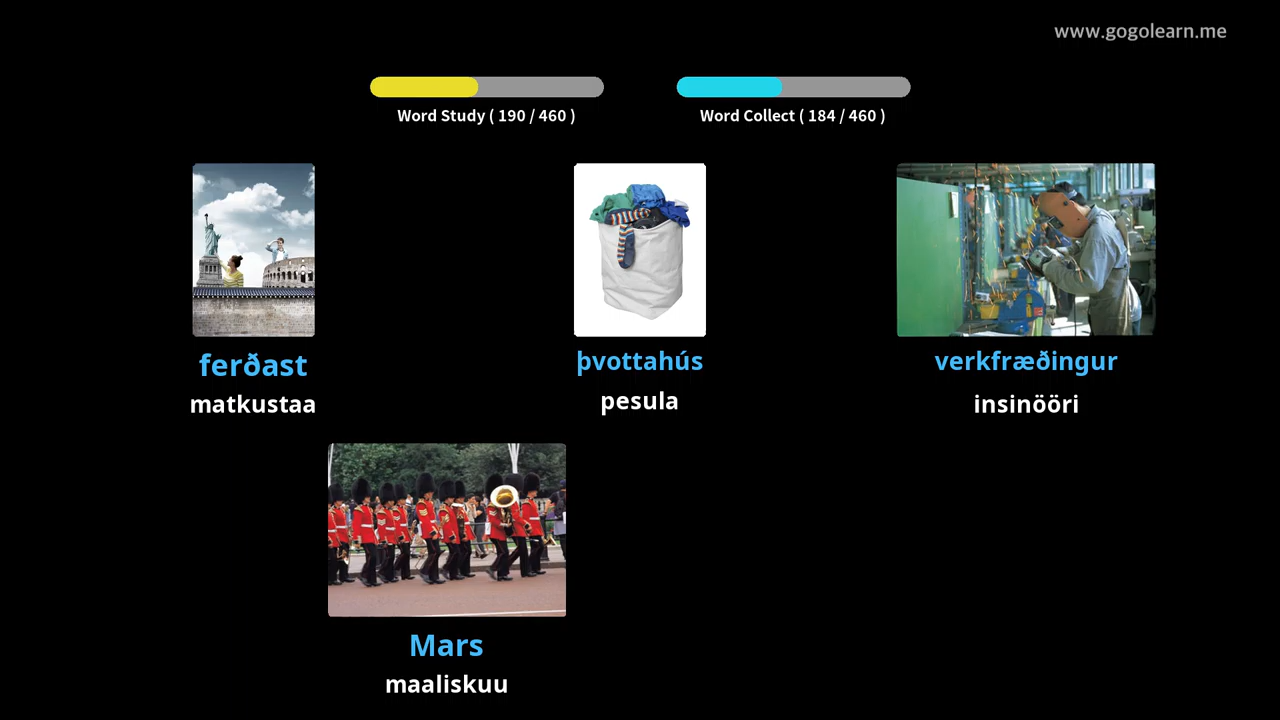 www.gogolearn.me
Word Study ( 190 / 460 )
Word Collect ( 184 / 460 )
ferðast
matkustaa
þvottahús
pesula
verkfræðingur
insinööri
Mars
maaliskuu